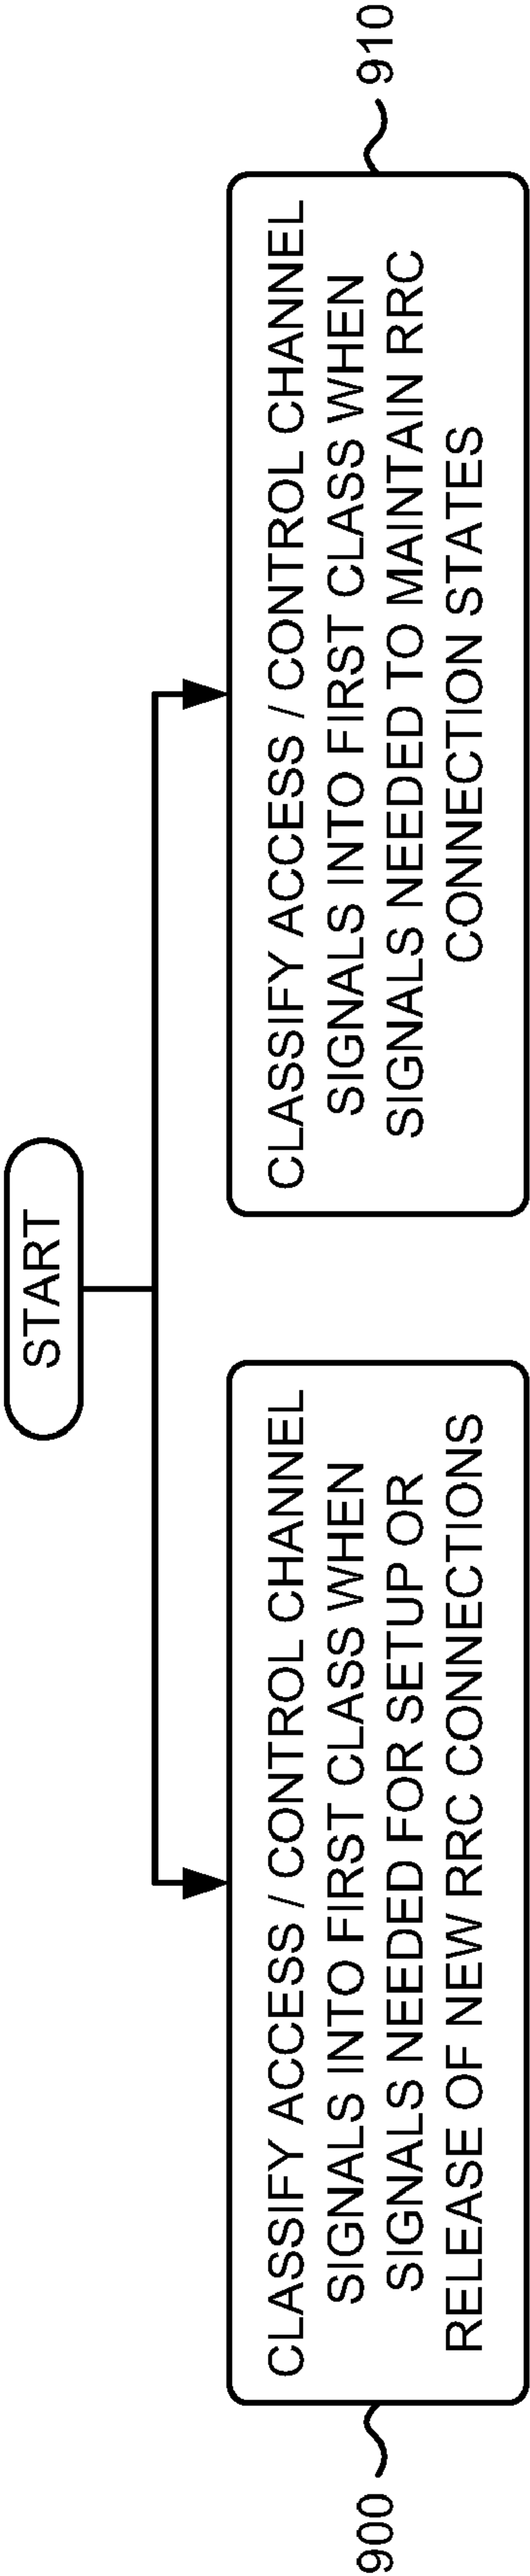 START
CLASSIFY ACCESS / CONTROL CHANNEL
SIGNALS INTO FIRST CLASS WHEN
SIGNALS NEEDED FOR SETUP OR
RELEASE OF NEW RRC CONNECTIONS
900
CLASSIFY ACCESS / CONTROL CHANNEL
SIGNALS INTO FIRST CLASS WHEN
SIGNALS NEEDED TO MAINTAIN RRC
CONNECTION STATES
910